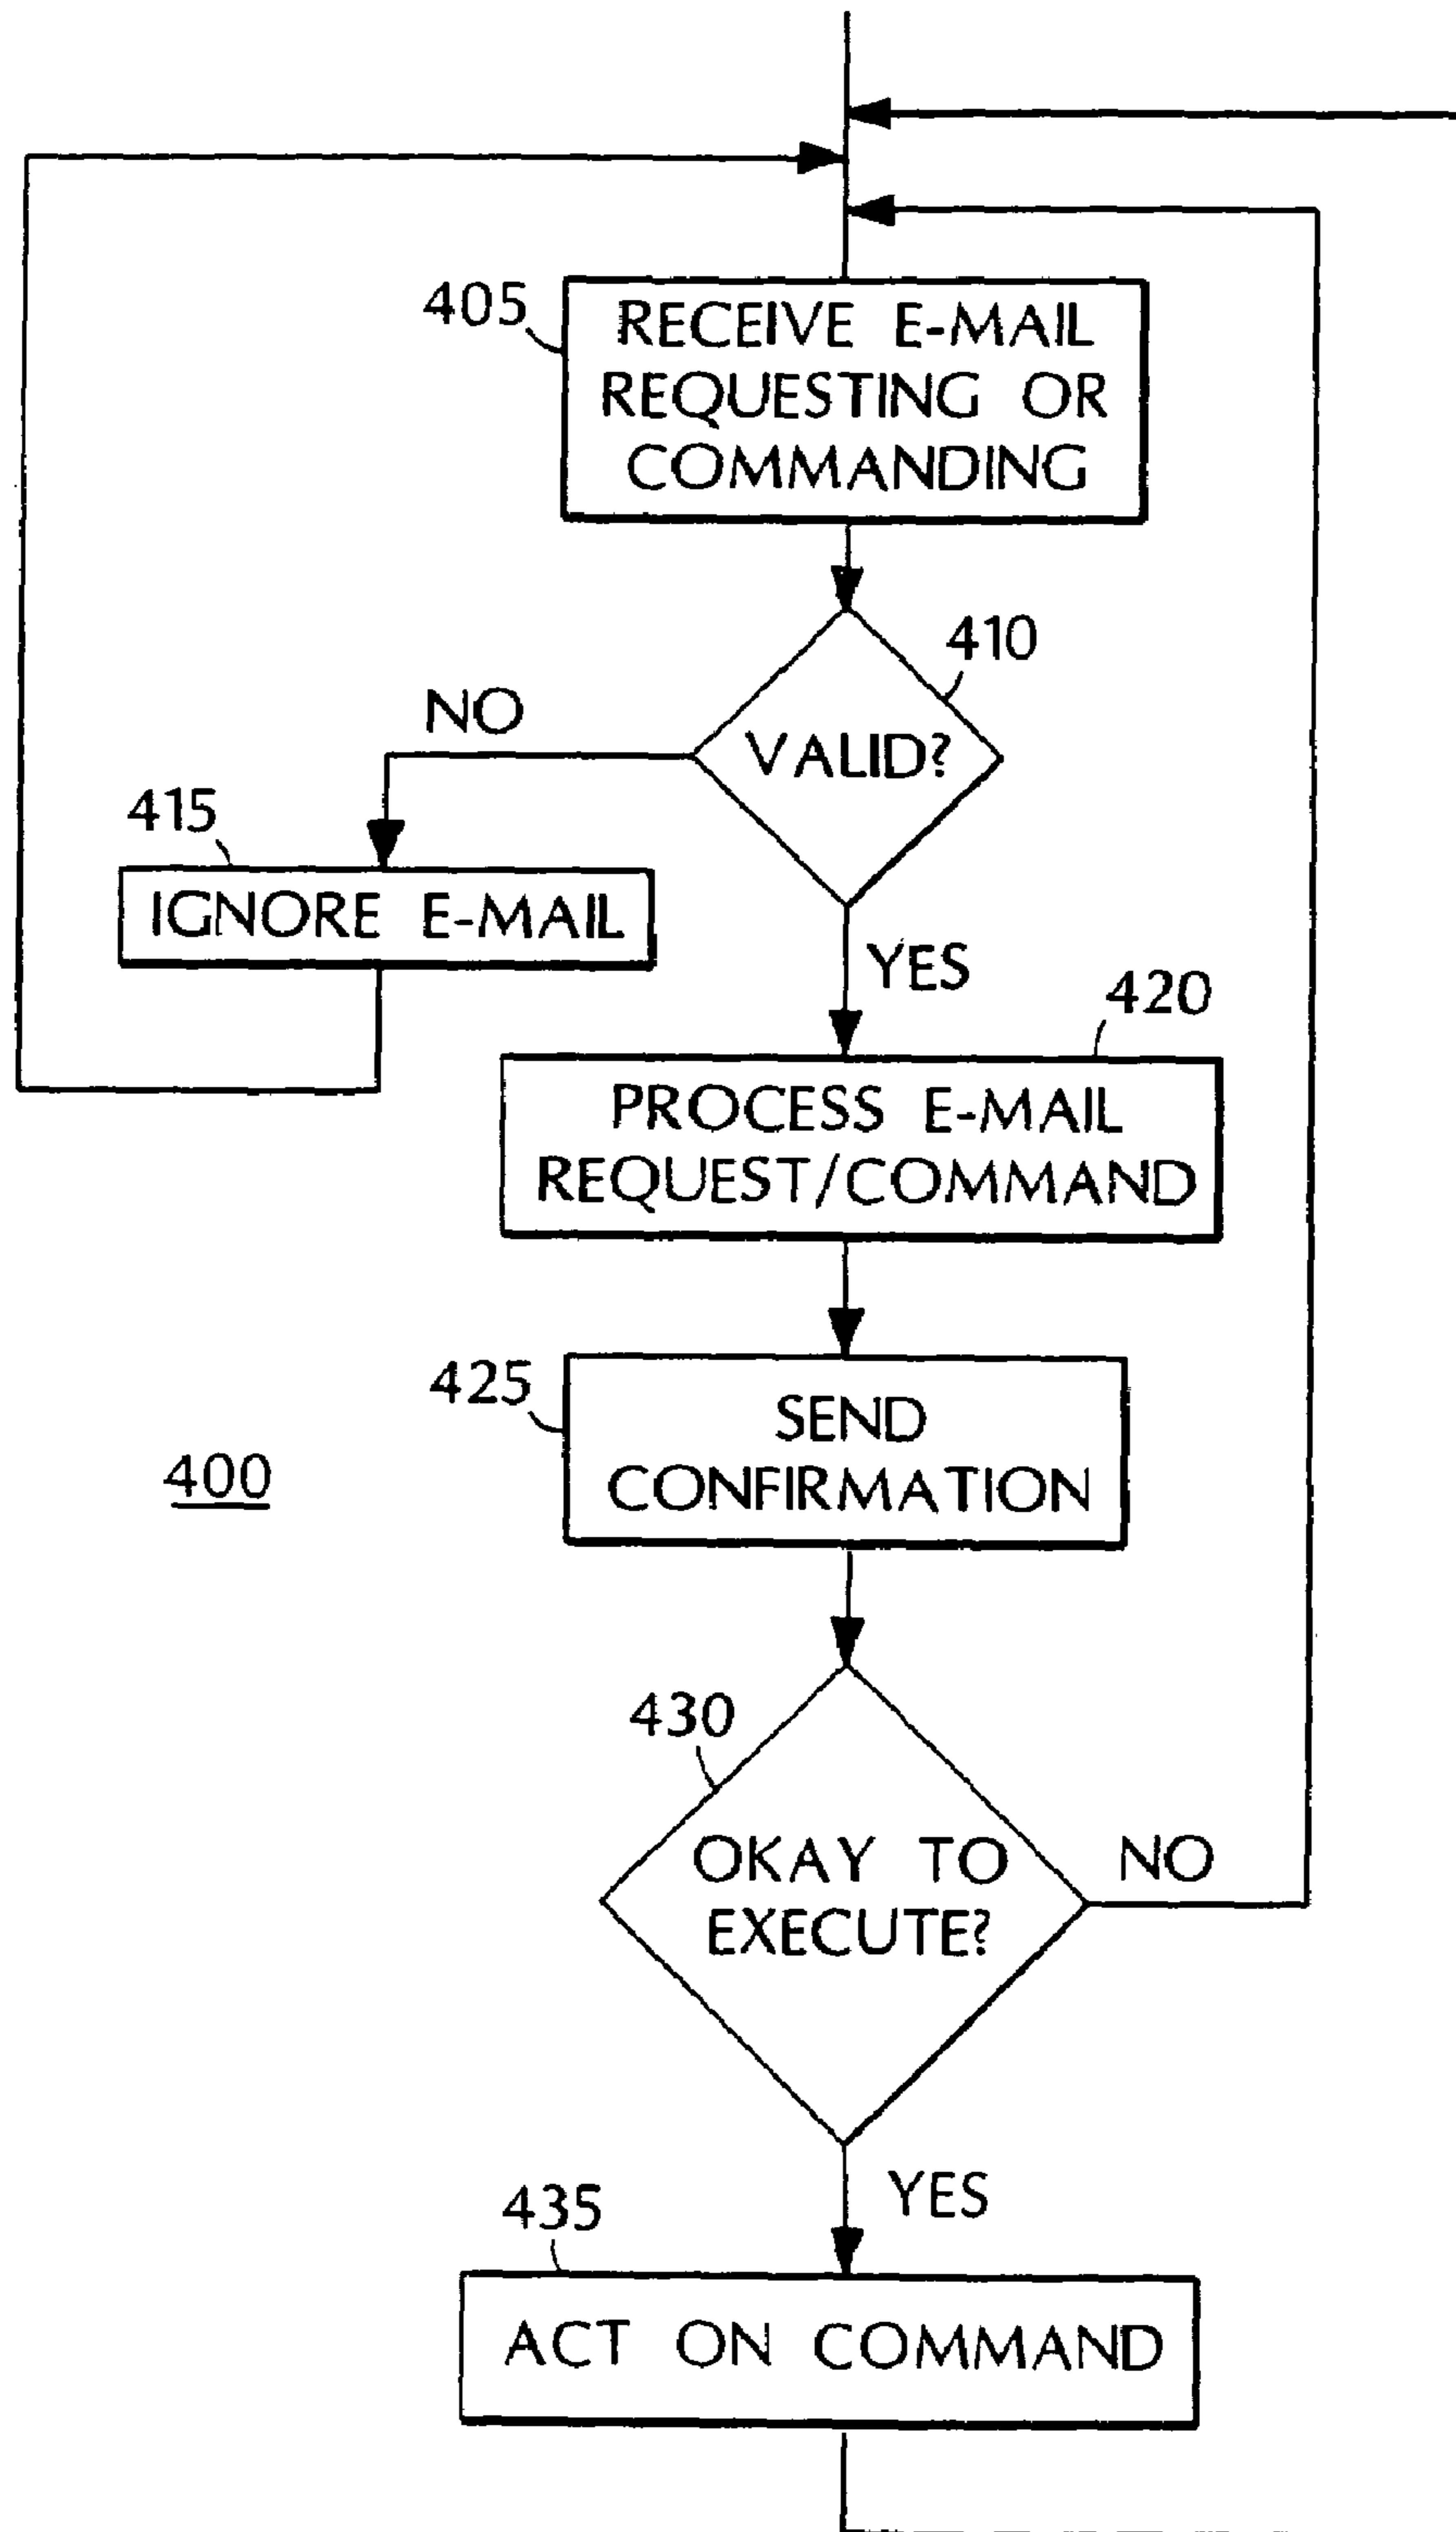 405
RECEIVE E-MAIL
REQUESTING OR
COMMANDING
410
VALID?
NO
415
IGNORE E-MAIL
YES
420
PROCESS E-MAIL
REQUEST/COMMAND
425
SEND
CONFIRMATION
400
430
OKAY TO
EXECUTE?
NO
YES
435
ACT ON COMMAND